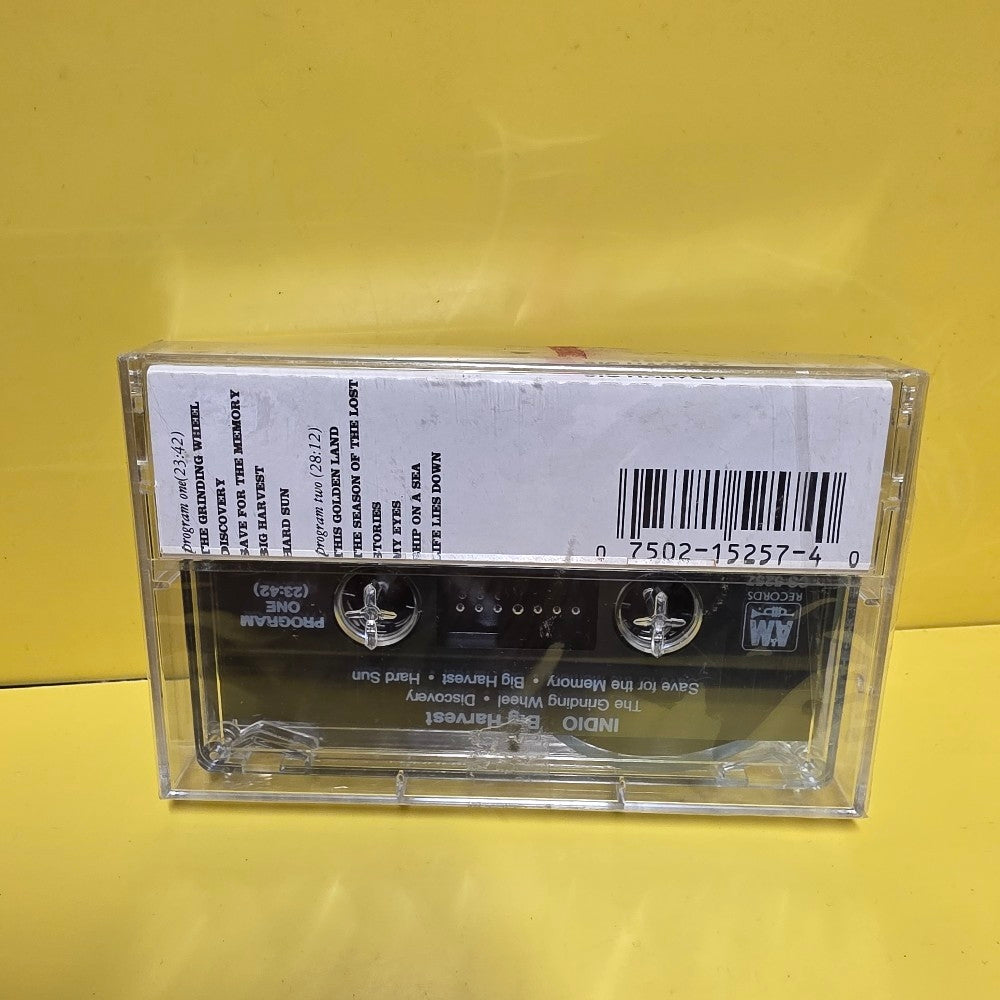 program one(23:42)
THE GRINDING WHEEL
DISCOVERY
SAVE FOR THE MEMORY
BIG HARVEST
HARD SUN
program two (28:12)
THIS GOLDEN LAND
THE SEASON OF THE LOST
STORIES
MY EYES
SHIP ON A SEA
LIFE LIES DOWN
0 7502-15257-4 0
INDIO Big Harvest
The Grinding Wheel • Discovery
Save for the Memory • Big Harvest • Hard Sun
A&M
RECORDS
PROGRAM
ONE
(23:42)